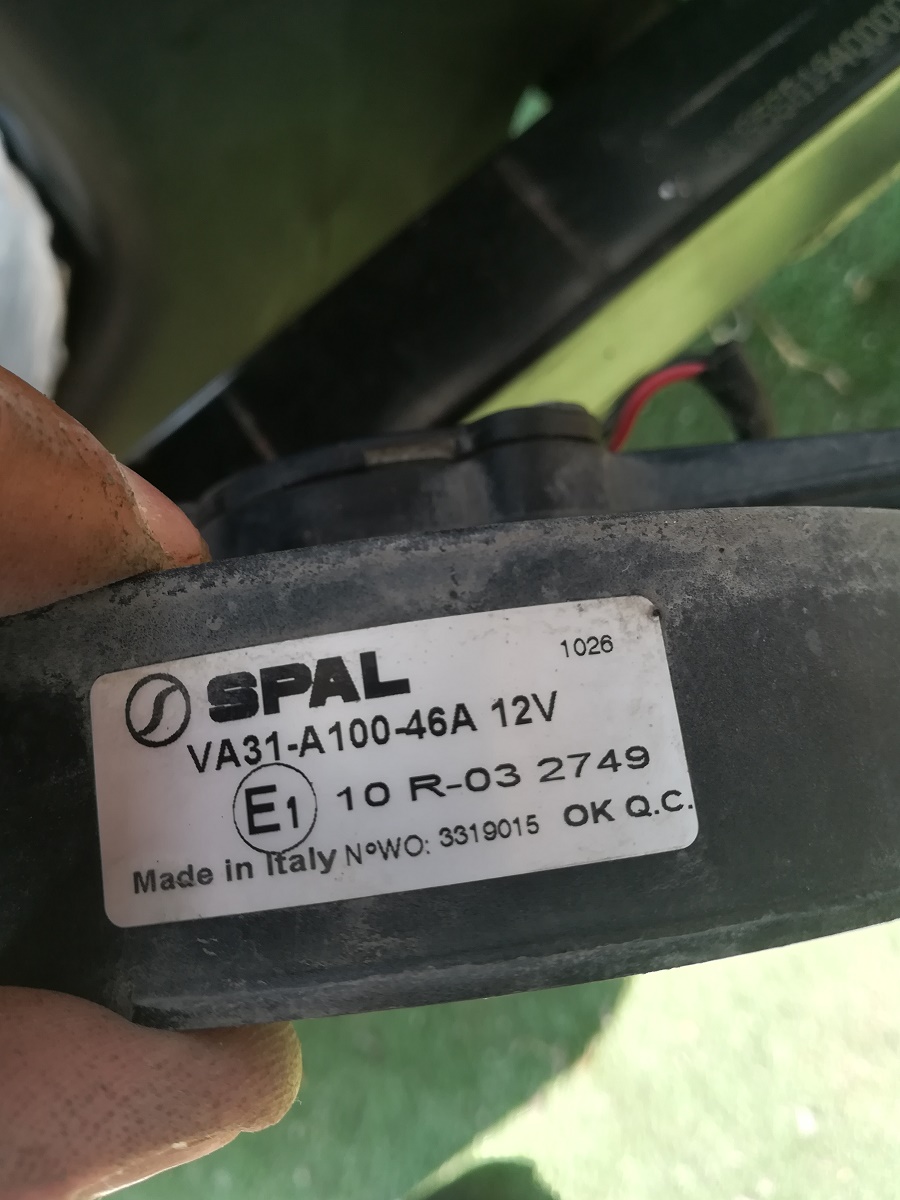 SPAL 1026
VA31-A100-46A 12V
E1 10 R-03 2749
Made in Italy N°WO: 3319015 OK Q.C.